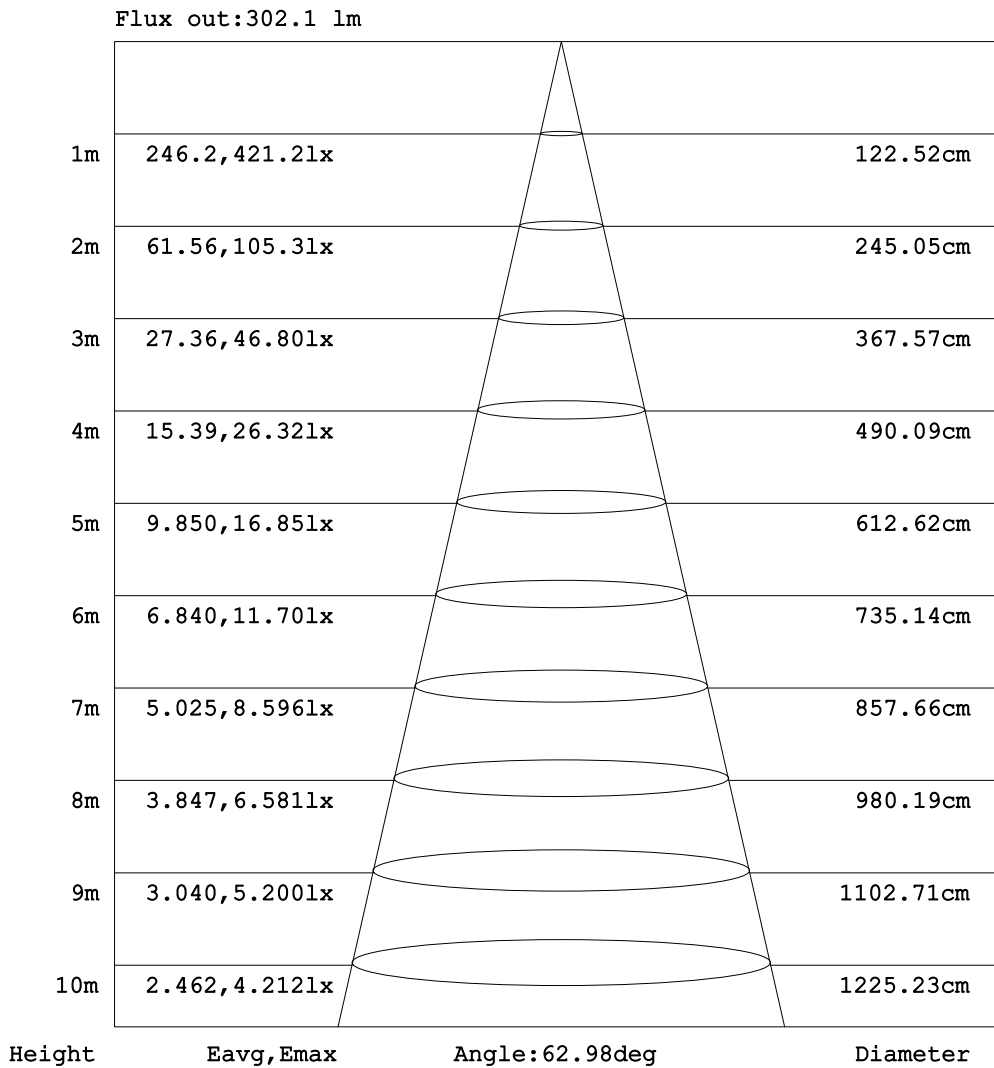 Flux out:302.1 lm
1m 246.2,421.2lx 122.52cm
2m 61.56,105.3lx 245.05cm
3m 27.36,46.80lx 367.57cm
4m 15.39,26.32lx 490.09cm
5m 9.850,16.85lx 612.62cm
6m 6.840,11.70lx 735.14cm
7m 5.025,8.596lx 857.66cm
8m 3.847,6.581lx 980.19cm
9m 3.040,5.200lx 1102.71cm
10m 2.462,4.212lx 1225.23cm
Height Eavg,Emax Angle:62.98deg Diameter